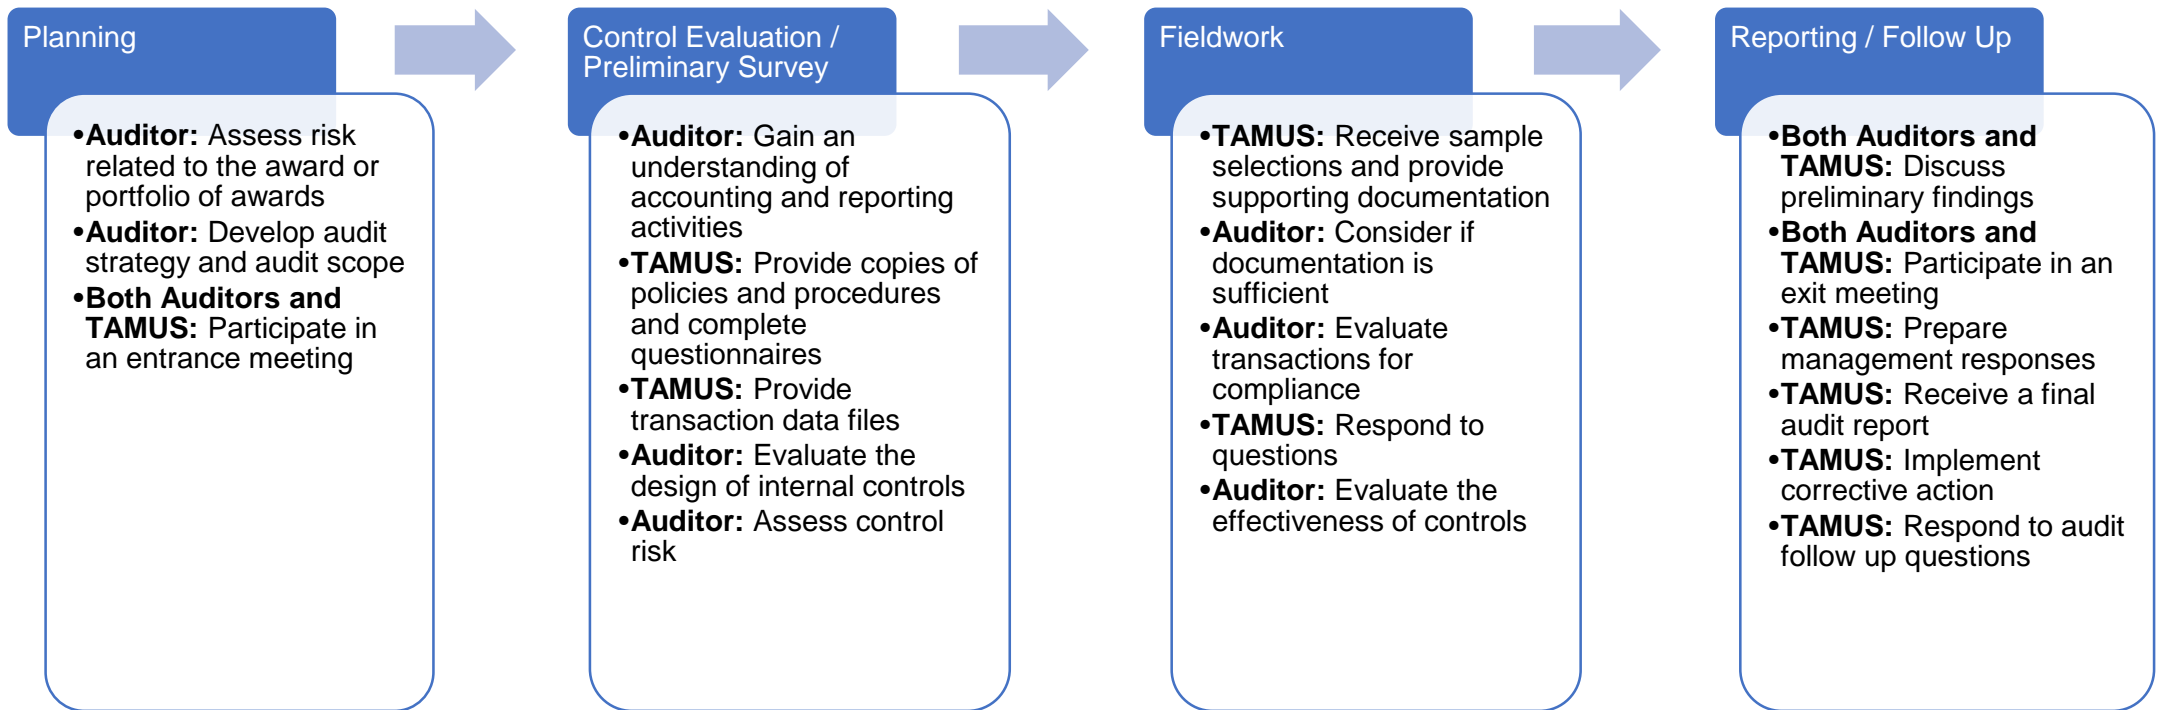 Planning
•Auditor: Assess risk
related to the award or
portfolio of awards
•Auditor: Develop audit
strategy and audit scope
•Both Auditors and
TAMUS: Participate in
an entrance meeting
Control Evaluation /
Preliminary Survey
•Auditor: Gain an
understanding of
accounting and reporting
activities
•TAMUS: Provide copies of
policies and procedures
and complete
questionnaires
•TAMUS: Provide
transaction data files
•Auditor: Evaluate the
design of internal controls
•Auditor: Assess control
risk
Fieldwork
•TAMUS: Receive sample
selections and provide
supporting documentation
•Auditor: Consider if
documentation is
sufficient
•Auditor: Evaluate
transactions for
compliance
•TAMUS: Respond to
questions
•Auditor: Evaluate the
effectiveness of controls
Reporting / Follow Up
•Both Auditors and
TAMUS: Discuss
preliminary findings
•Both Auditors and
TAMUS: Participate in an
exit meeting
•TAMUS: Prepare
management responses
•TAMUS: Receive a final
audit report
•TAMUS: Implement
corrective action
•TAMUS: Respond to audit
follow up questions